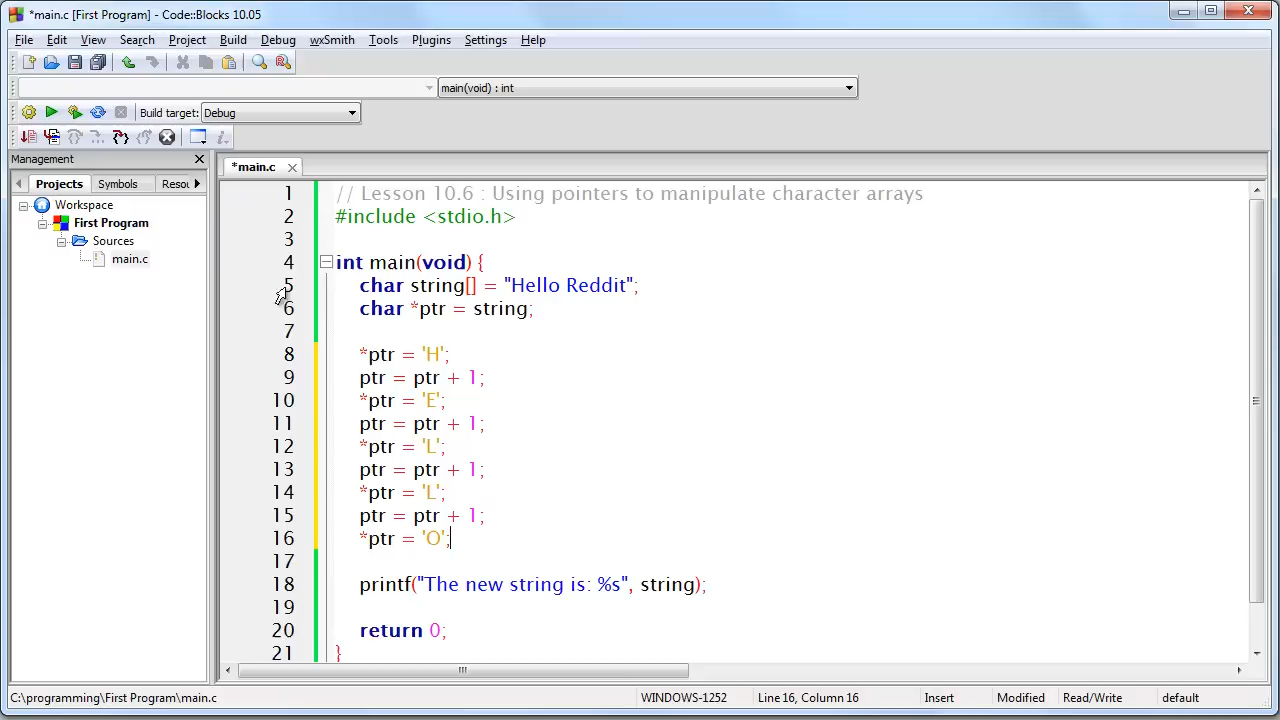 *main.c [First Program] - Code::Blocks 10.05
File Edit View Search Project Build Debug wxSmith Tools Plugins Settings Help
main(void) : int
Build target: Debug
Management
*main.c
Projects Symbols Resou
Workspace
First Program
Sources
main.c
1 // Lesson 10.6 : Using pointers to manipulate character arrays
2 #include <stdio.h>
3
4 int main(void) {
5 char string[] = "Hello Reddit";
6 char *ptr = string;
7
8 *ptr = 'H';
9 ptr = ptr + 1;
10 *ptr = 'E';
11 ptr = ptr + 1;
12 *ptr = 'L';
13 ptr = ptr + 1;
14 *ptr = 'L';
15 ptr = ptr + 1;
16 *ptr = 'O';
17
18 printf("The new string is: %s", string);
19
20 return 0;
21 }
C:\programming\First Program\main.c WINDOWS-1252 Line 16, Column 16 Insert Modified Read/Write default